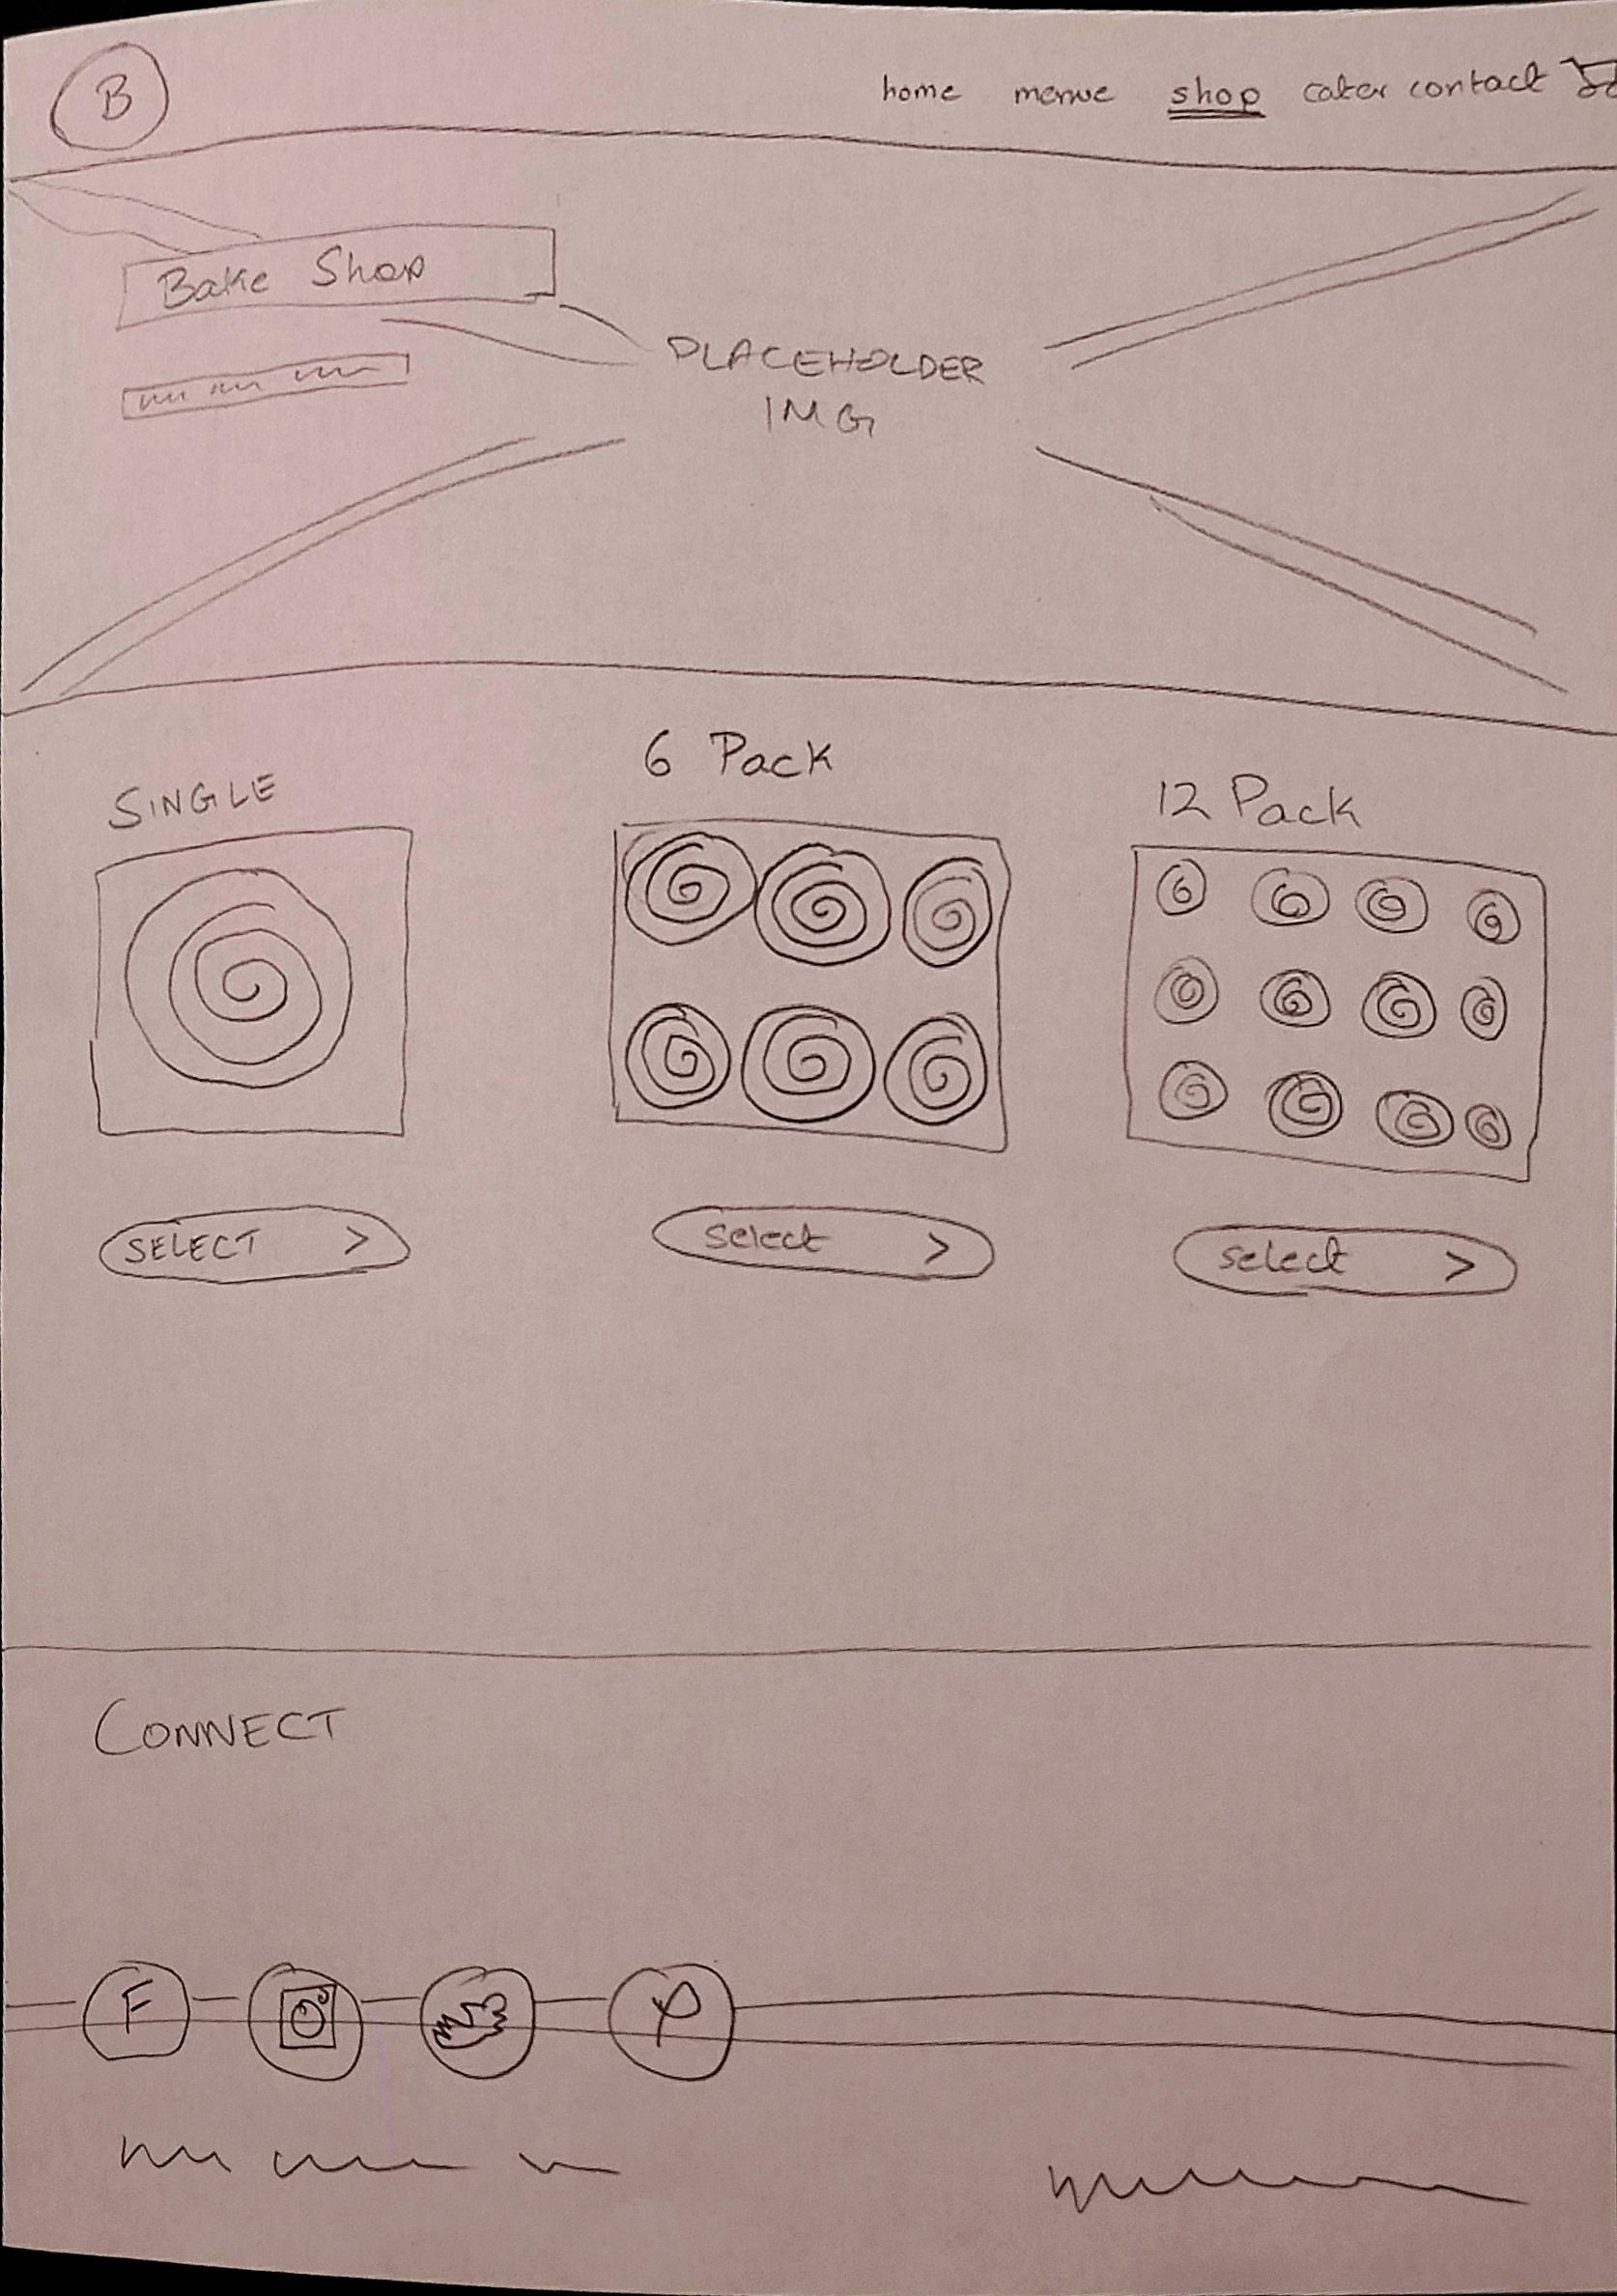 B
home menue shop cater contact
Bake Shop
PLACEHOLDER
IMG
SINGLE
6 Pack
12 Pack
SELECT >
select >
select >
CONNECT
F
P